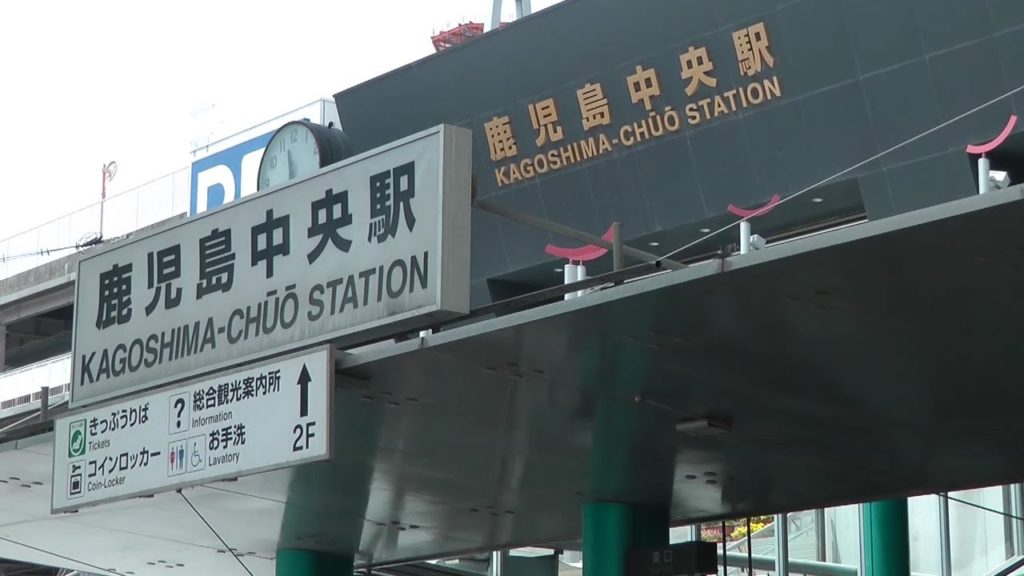 鹿児島中央駅
KAGOSHIMA-CHŪŌ STATION
鹿児島中央駅
KAGOSHIMA-CHŪŌ STATION
きっぷうりば
Tickets
コインロッカー
Coin-Locker
?
総合観光案内所
Information
お手洗
Lavatory
2F
東口